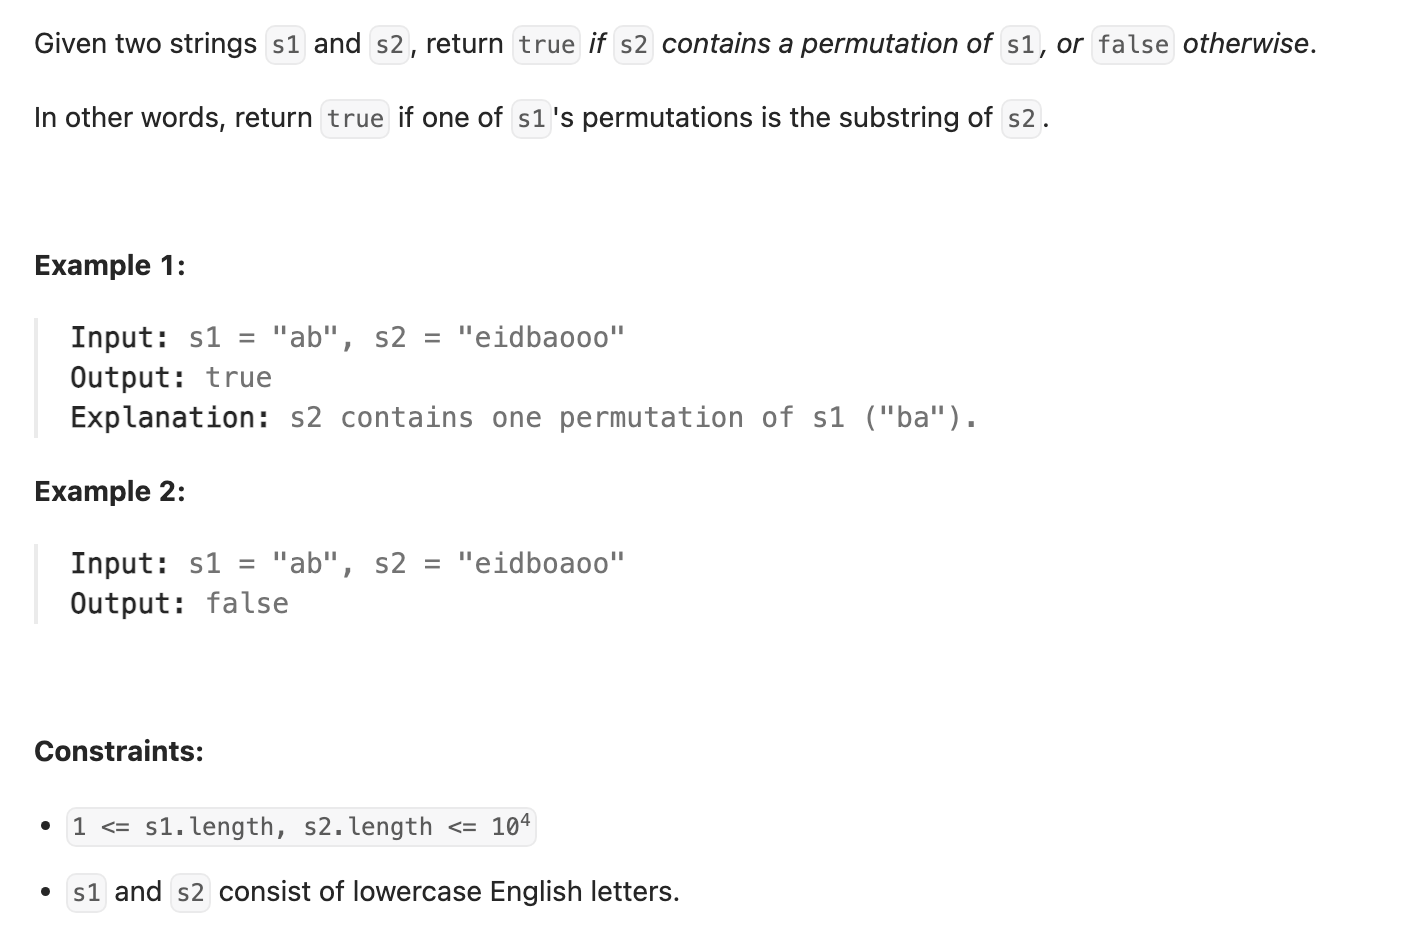 Given two strings s1 and s2, return true if s2 contains a permutation of s1, or false otherwise.
In other words, return true if one of s1's permutations is the substring of s2.
Example 1:
Input: s1 = "ab", s2 = "eidbaooo"
Output: true
Explanation: s2 contains one permutation of s1 ("ba").
Example 2:
Input: s1 = "ab", s2 = "eidboaoo"
Output: false
Constraints:
• 1 <= s1.length, s2.length <= 10⁴
• s1 and s2 consist of lowercase English letters.